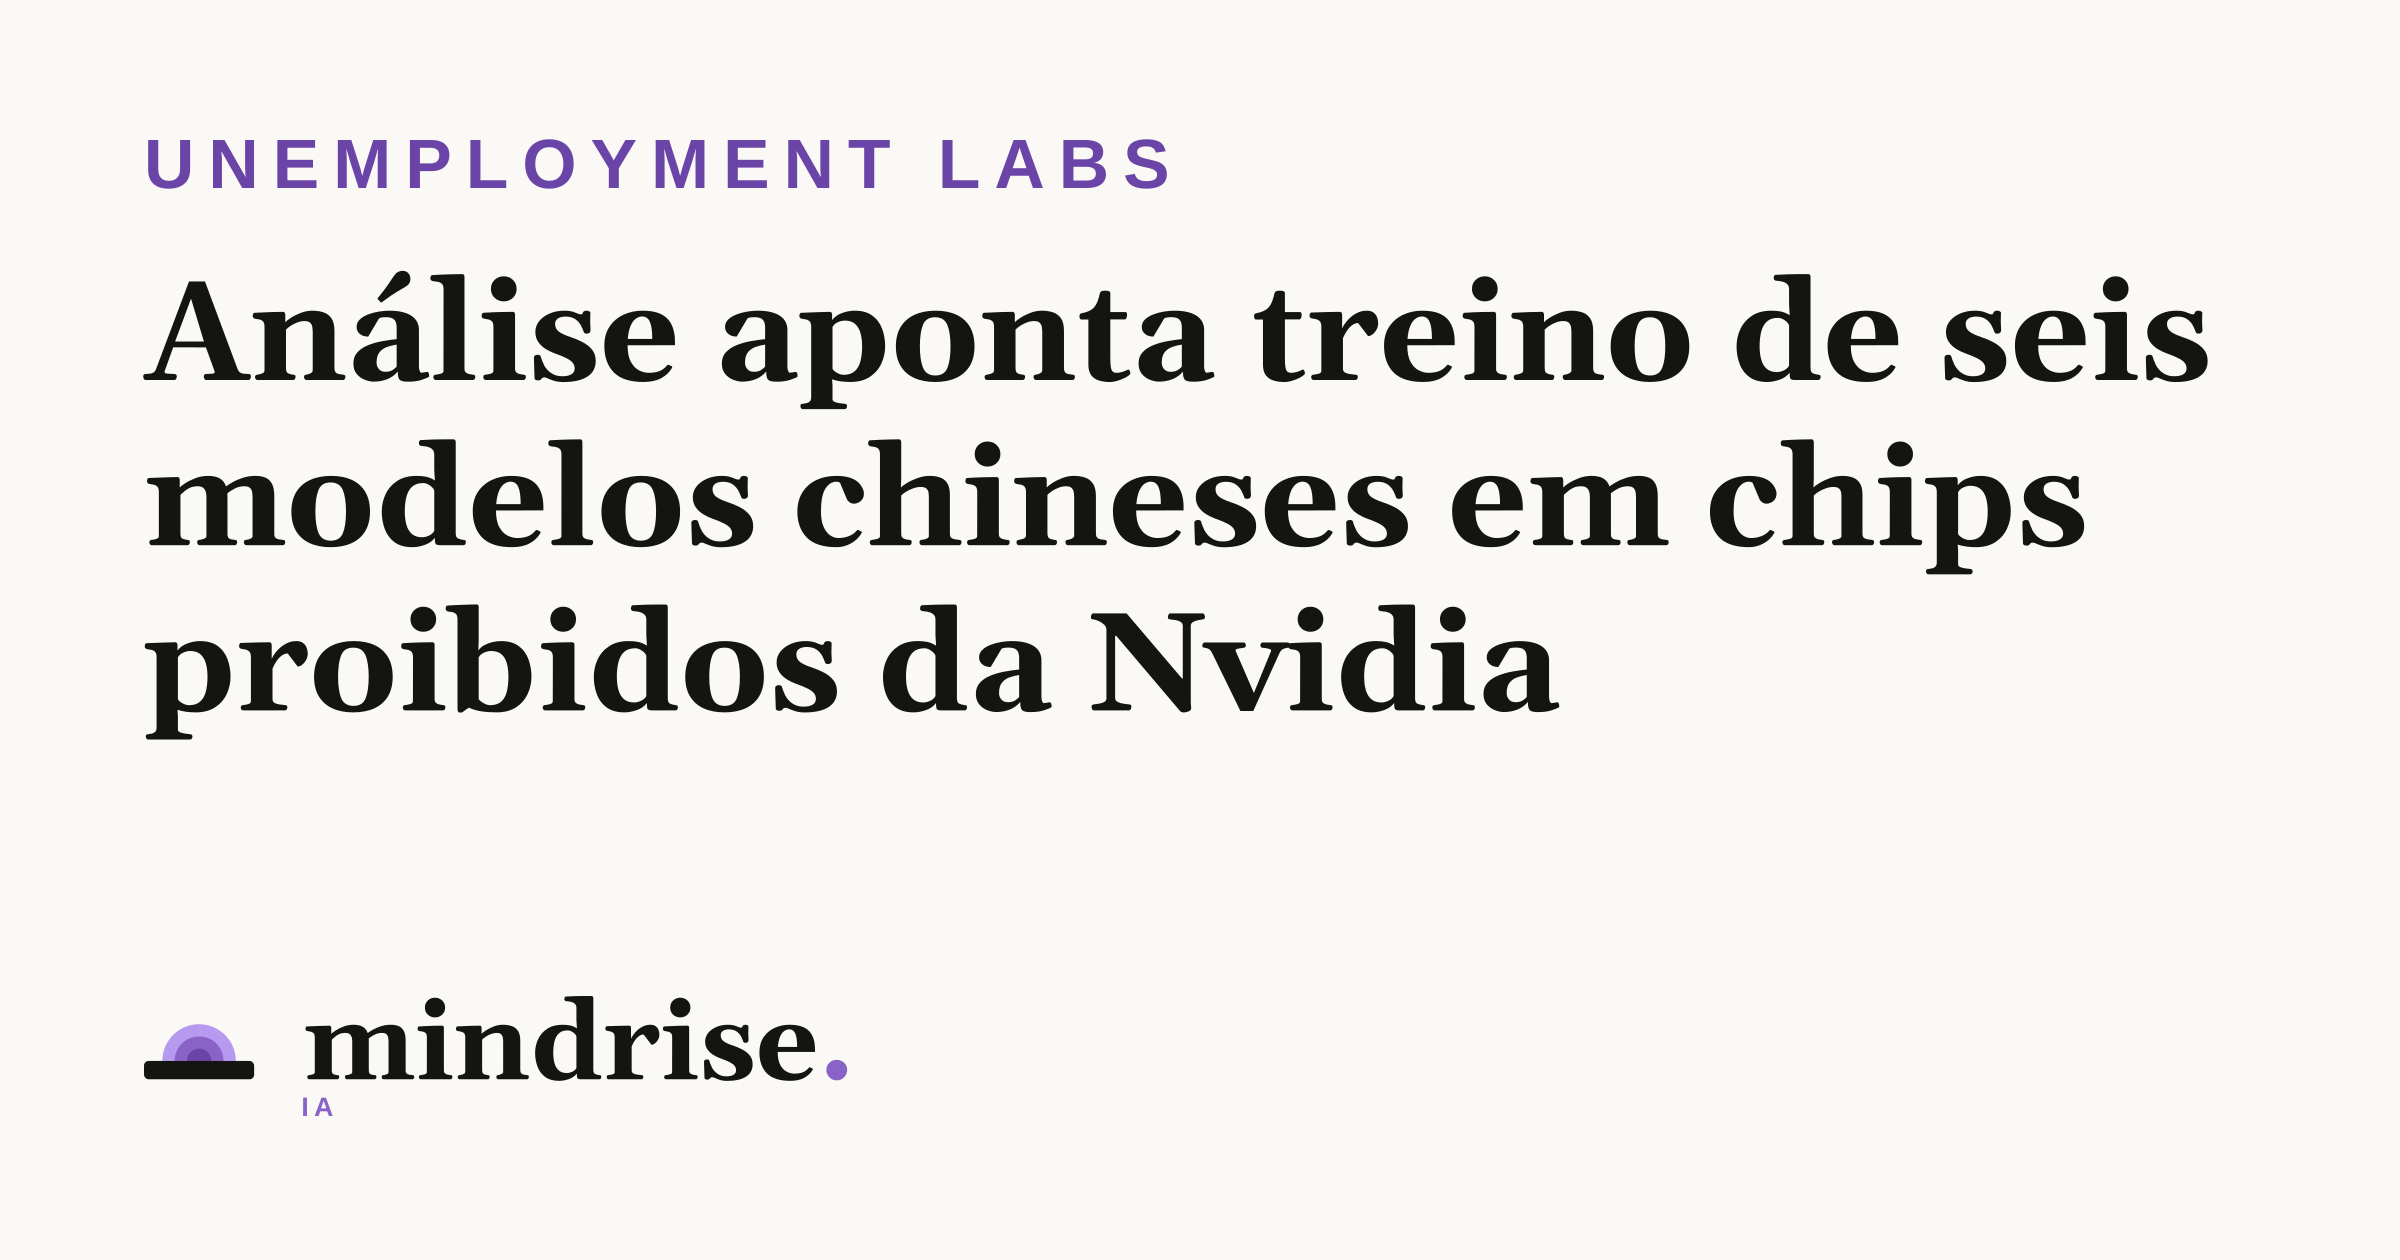 UNEMPLOYMENT LABS
Análise aponta treino de seis
modelos chineses em chips
proibidos da Nvidia
mindrise.
IA